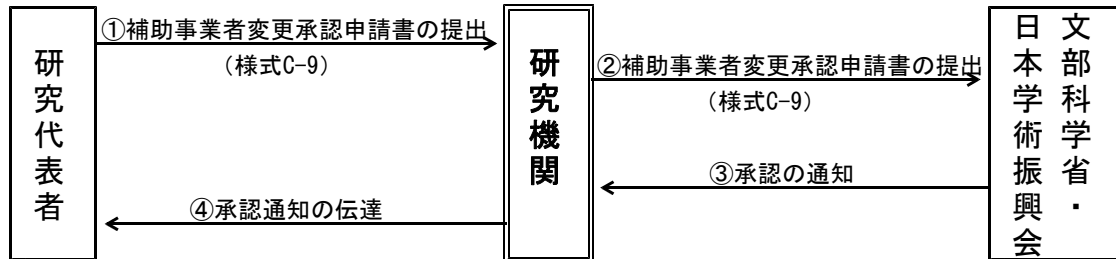 研究代表者
①補助事業者変更承認申請書の提出
(様式C-9)
研究機関
②補助事業者変更承認申請書の提出
(様式C-9)
③承認の通知
④承認通知の伝達
文部科学省・
日本学術振興会